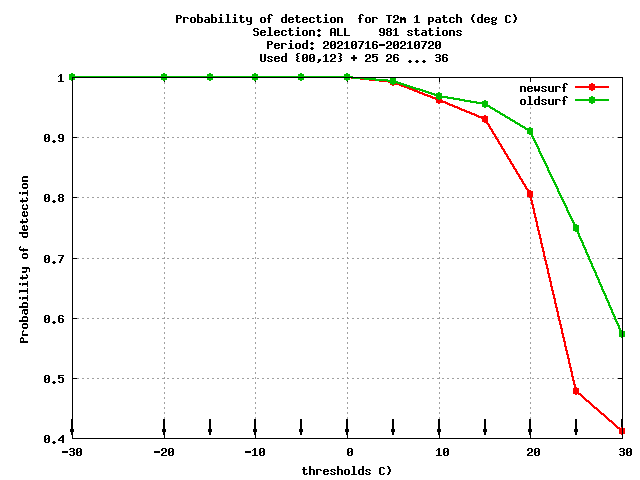 Probability of detection  for T2m 1 patch (deg C)
Selection: ALL    981 stations
Period: 20210716-20210720
Used {00,12} + 25 26 ... 36
newsurf
oldsurf
Probability of detection
1
0.9
0.8
0.7
0.6
0.5
0.4
-30 -20 -10 0 10 20 30
thresholds C)